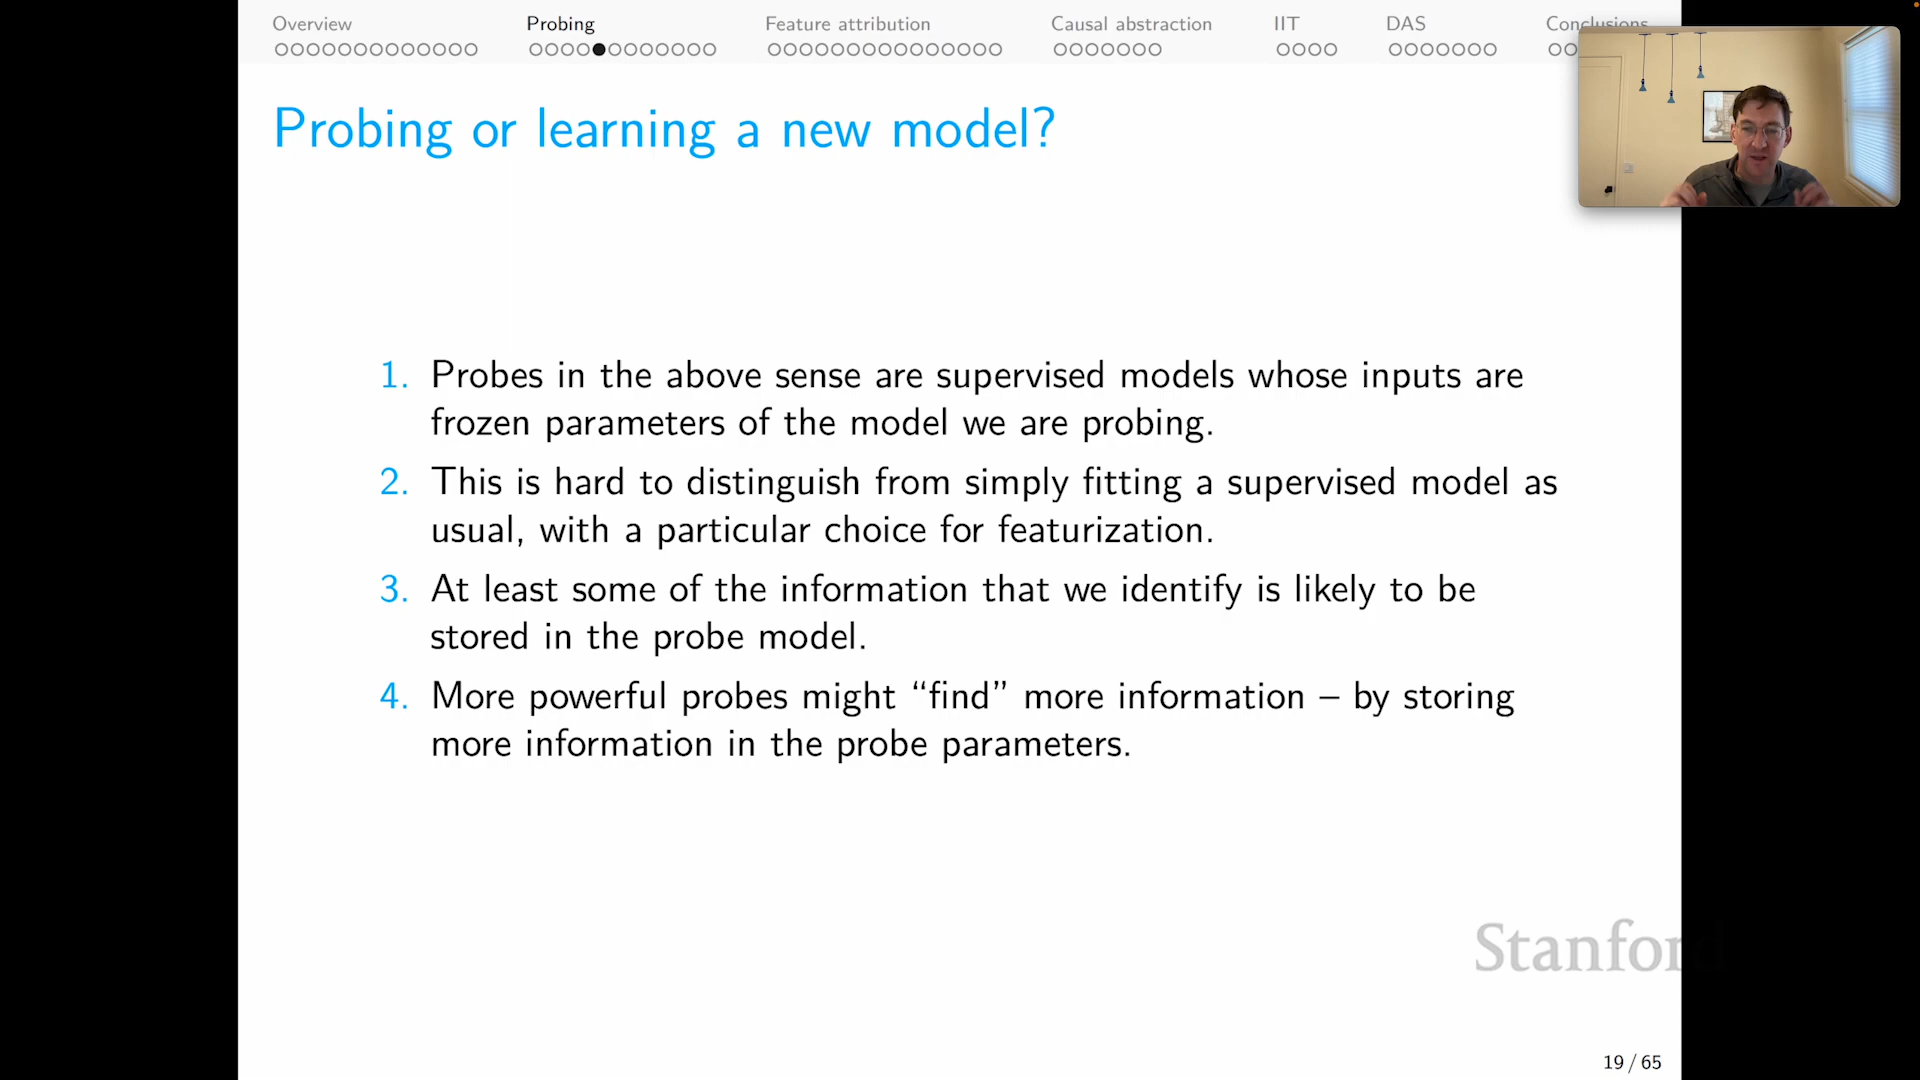 Overview Probing Feature attribution Causal abstraction IIT DAS Conclusions
Probing or learning a new model?
1. Probes in the above sense are supervised models whose inputs are
frozen parameters of the model we are probing.
2. This is hard to distinguish from simply fitting a supervised model as
usual, with a particular choice for featurization.
3. At least some of the information that we identify is likely to be
stored in the probe model.
4. More powerful probes might “find” more information – by storing
more information in the probe parameters.
Stanford
19 / 65